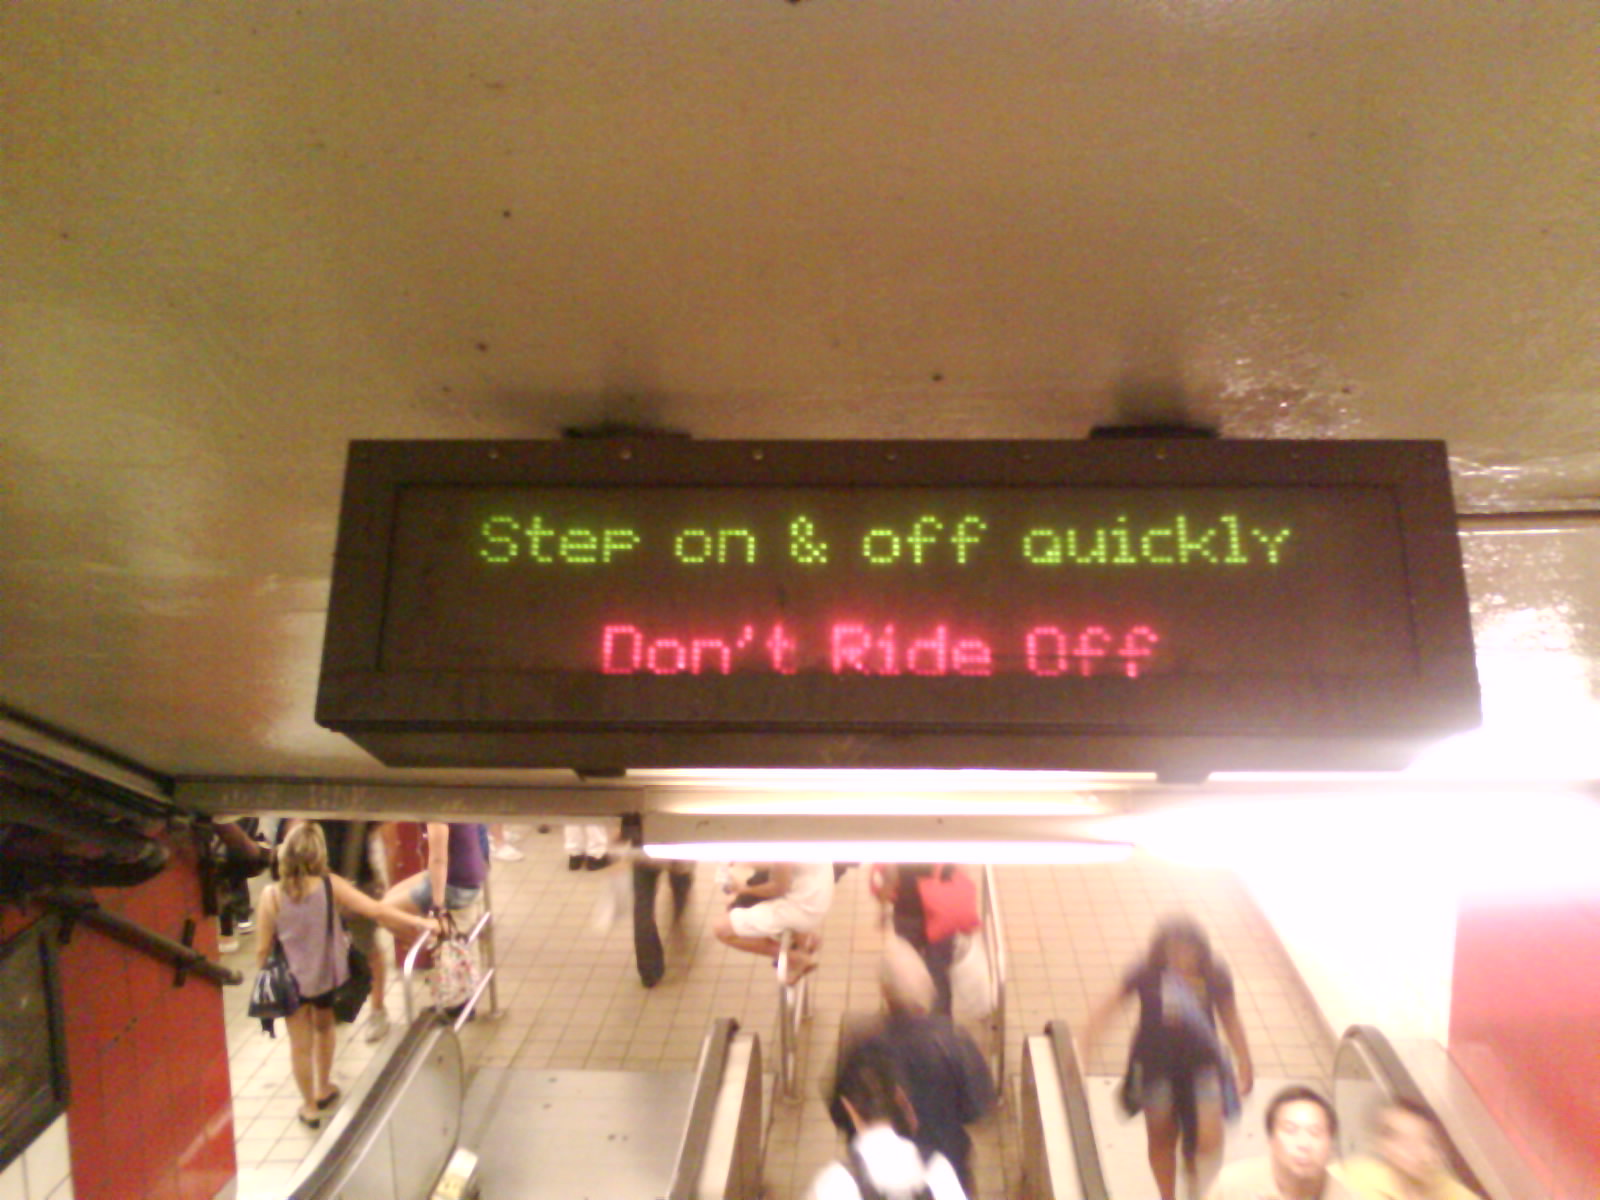 Step on & off quickly
Don't Ride Off